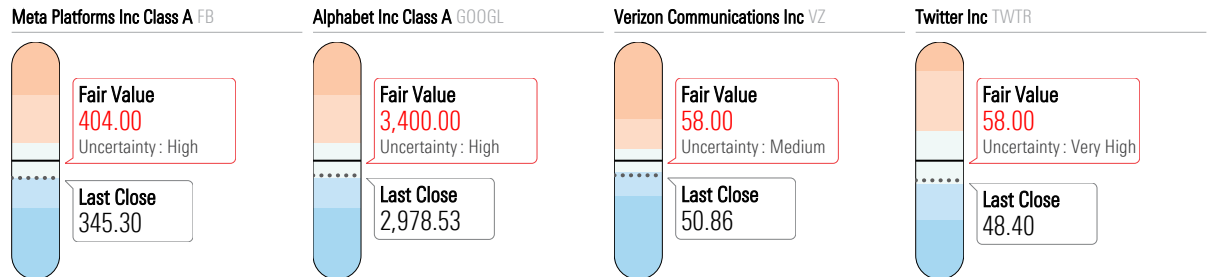 Meta Platforms Inc Class A FB
Fair Value
404.00
Uncertainty : High
Last Close
345.30
Alphabet Inc Class A GOOGL
Fair Value
3,400.00
Uncertainty : High
Last Close
2,978.53
Verizon Communications Inc VZ
Fair Value
58.00
Uncertainty : Medium
Last Close
50.86
Twitter Inc TWTR
Fair Value
58.00
Uncertainty : Very High
Last Close
48.40